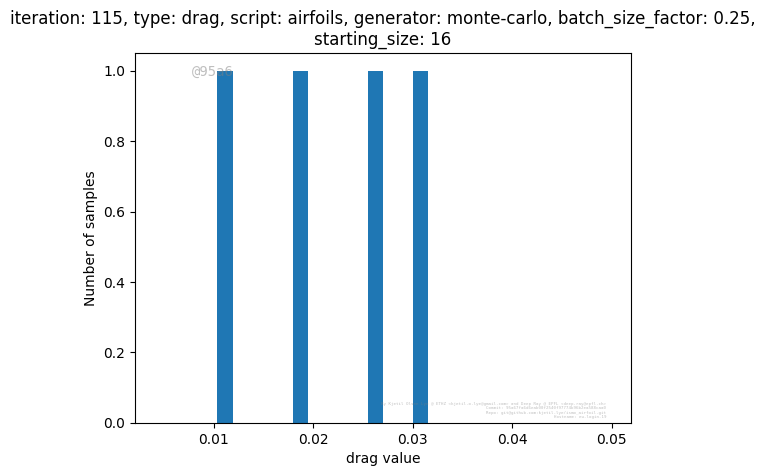 iteration: 115, type: drag, script: airfoils, generator: monte-carlo, batch_size_factor: 0.25,
starting_size: 16
@95a6
1.0
0.8
0.6
0.4
0.2
0.0
Number of samples
0.01
0.02
0.03
0.04
0.05
drag value